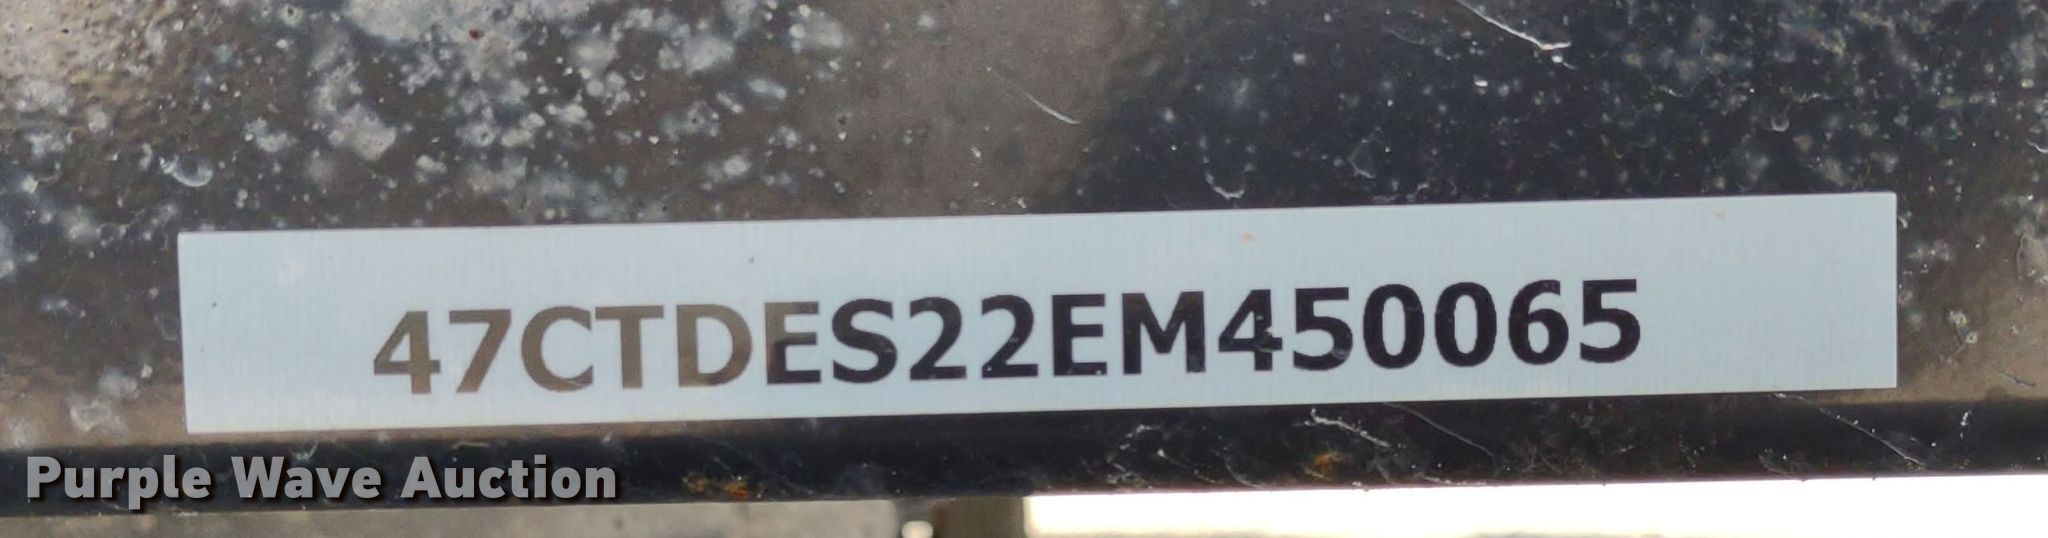 47CTDES22EM450065
Purple Wave Auction